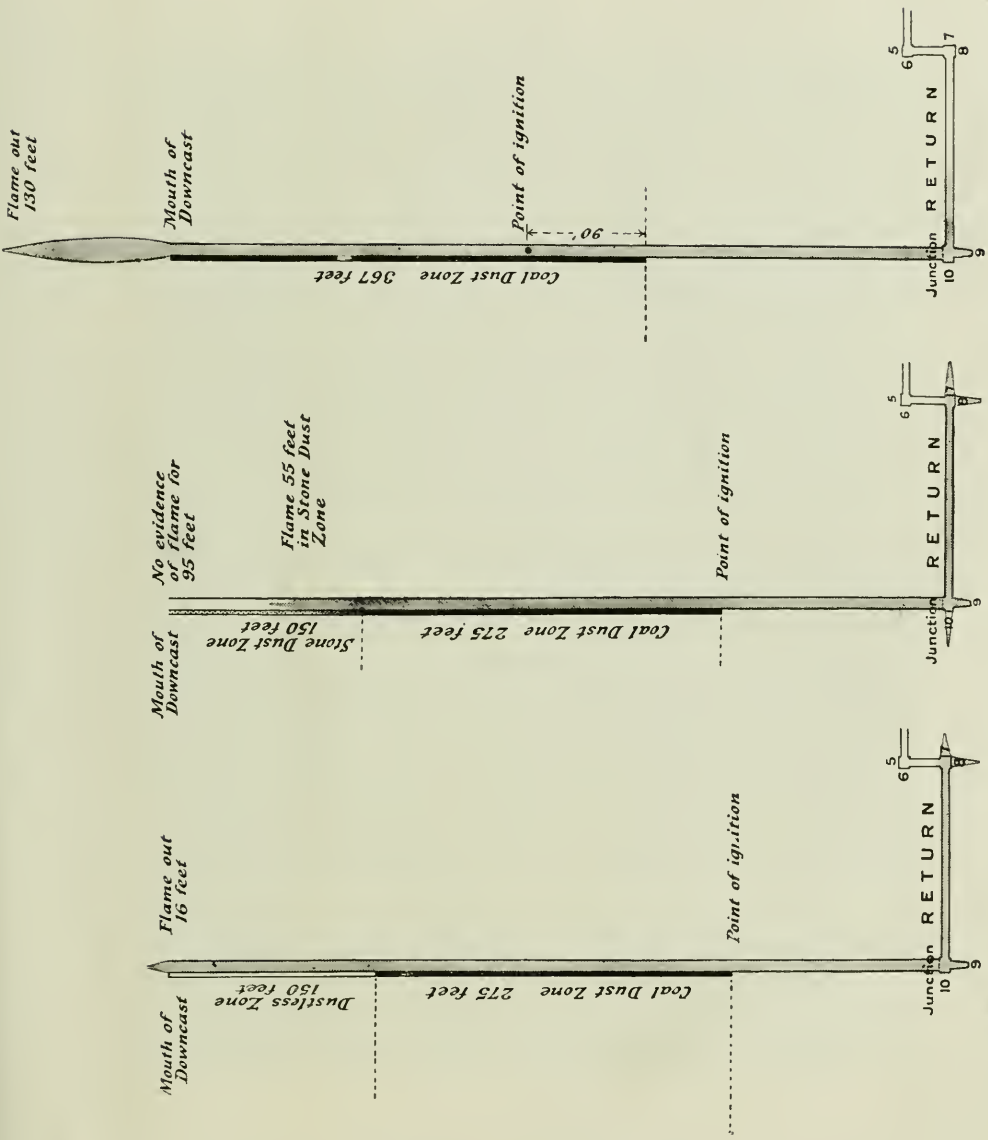 Mouth of
Downcast
Flame out
16 feet
Dustless Zone
150 feet
Coal Dust Zone 275 feet
Point of ignition
Junction
RETURN
5
6
7
8
9
10
Mouth of
Downcast
No evidence
of flame for
95 feet
Stone Dust Zone
150 feet
Flame 55 feet
in Stone Dust
Zone
Coal Dust Zone 275 feet
Point of ignition
Junction
RETURN
5
6
7
8
9
10
Flame out
130 feet
Mouth of
Downcast
Coal Dust Zone 367 feet
Point of ignition
90'
Junction
RETURN
5
6
7
8
9
10